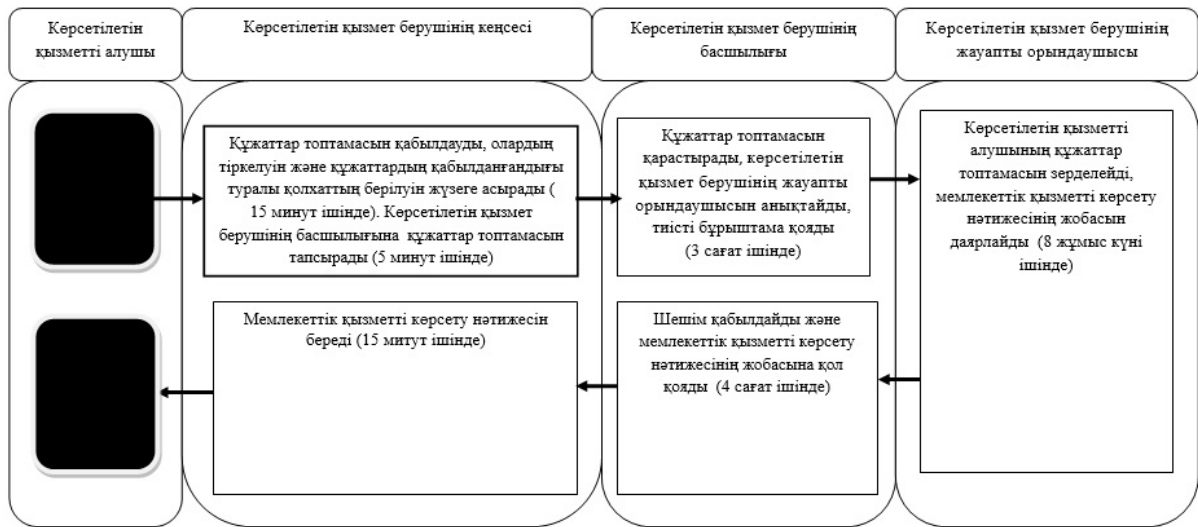 Көрсетілетін
қызметті алушы
Көрсетілетін қызмет берушінің кеңсесі
Көрсетілетін қызмет берушінің
басшылығы
Көрсетілетін қызмет берушінің
жауапты орындаушысы
Құжаттар топтамасын қабылдауды, олардың
тіркелуін және құжаттардың қабылданғандығы
туралы қолхаттың берілуін жүзеге асырады (
15 минут ішінде). Көрсетілетін қызмет
берушінің басшылығына құжаттар топтамасын
тапсырады (5 минут ішінде)
Құжаттар топтамасын
қарастырады, көрсетілетін
қызмет берушінің жауапты
орындаушысын анықтайды,
тиісті бұрыштама қояды
(3 сағат ішінде)
Көрсетілетін қызметті
алушының құжаттар
топтамасын зерделейді,
мемлекеттік қызметті көрсету
нәтижесінің жобасын
даярлайды (8 жұмыс күні
ішінде)
Мемлекеттік қызметті көрсету нәтижесін
береді (15 митут ішінде)
Шешім қабылдайды және
мемлекеттік қызметті көрсету
нәтижесінің жобасына қол
қояды (4 сағат ішінде)